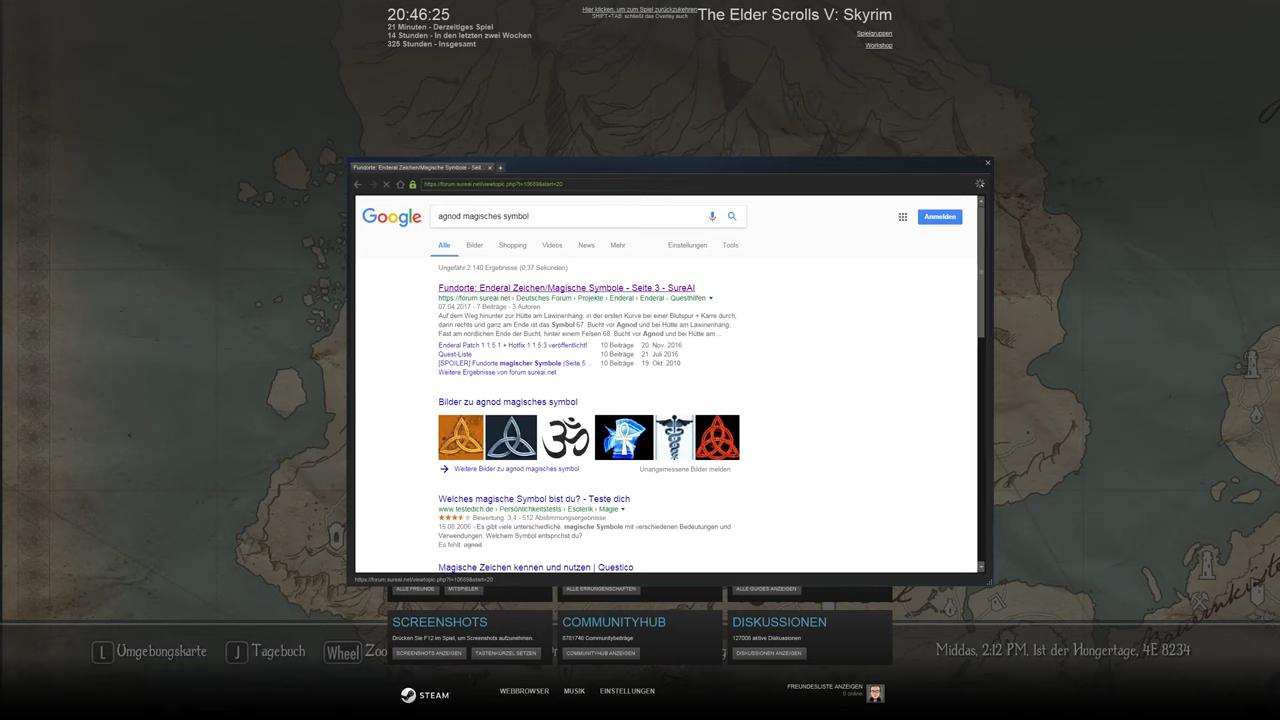 20:46:25
21 Minuten - Derzeitiges Spiel
14 Stunden - In den letzten zwei Wochen
325 Stunden - Insgesamt
Hier klicken, um zum Spiel zurückzukehren
SHIFT+TAB schließt das Overlay auch
The Elder Scrolls V: Skyrim
Spielgruppen
Workshop
Fundorte: Enderal Zeichen/Magische Symbole - Seit...
https://forum.sureai.net/viewtopic.php?t=10689&start=20
Google
agnod magisches symbol
Anmelden
Alle Bilder Shopping Videos News Mehr Einstellungen Tools
Ungefähr 2.140 Ergebnisse (0,37 Sekunden)
Fundorte: Enderal Zeichen/Magische Symbole - Seite 3 - SureAI
https://forum.sureai.net › Deutsches Forum › Projekte › Enderal › Enderal - Questhilfen
07.04.2017 - 7 Beiträge - 3 Autoren
Auf dem Weg hinunter zur Hütte am Lawinenhang, in der ersten Kurve bei einer Blutspur + Karre durch,
dann rechts und ganz am Ende ist das Symbol 67. Bucht vor Agnod und bei Hütte am Lawinenhang.
Fast am nördlichen Ende der Bucht, hinter einem Felsen 68. Bucht vor Agnod und bei Hütte am ...
Enderal Patch 1.1.5.1 + Hotfix 1.1.5.3 veröffentlicht! 10 Beiträge 20. Nov. 2016
Quest-Liste 10 Beiträge 21. Juli 2016
[SPOILER] Fundorte magischer Symbole (Seite 5 ... 10 Beiträge 19. Okt. 2010
Weitere Ergebnisse von forum.sureai.net
Bilder zu agnod magisches symbol
Weitere Bilder zu agnod magisches symbol
Unangemessene Bilder melden
Welches magische Symbol bist du? - Teste dich
www.testedich.de › Persönlichkeitstests › Esoterik › Magie
Bewertung: 3,4 - 512 Abstimmungsergebnisse
15.08.2006 - Es gibt viele unterschiedliche, magische Symbole mit verschiedenen Bedeutungen und
Verwendungen. Welchem Symbol entsprichst du?
Es fehlt: agnod
Magische Zeichen kennen und nutzen | Questico
https://forum.sureai.net/viewtopic.php?t=10689&start=20
ALLE FREUNDE MITSPIELER ALLE ERRUNGENSCHAFTEN ALLE GUIDES ANZEIGEN
SCREENSHOTS
Drücken Sie F12 im Spiel, um Screenshots aufzunehmen.
SCREENSHOTS ANZEIGEN TASTENKÜRZEL SETZEN
COMMUNITYHUB
8781746 Communitybeiträge
COMMUNITYHUB ANZEIGEN
DISKUSSIONEN
127006 aktive Diskussionen
DISKUSSIONEN ANZEIGEN
L Umgebungskarte J Tagebuch Wheel Zoo
Middas, 2:12 PM, 1st der Hungertage, 4E 8234
STEAM
WEBBROWSER MUSIK EINSTELLUNGEN
FREUNDESLISTE ANZEIGEN
0 online